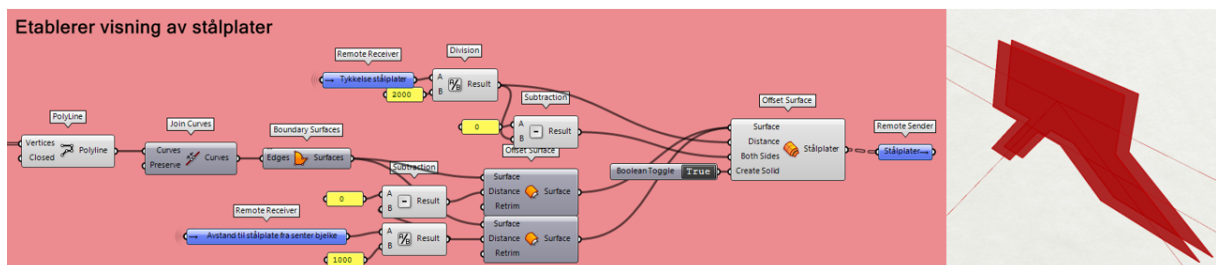 Etablerer visning av stålplater
Remote Receiver
Division
Tykkelse stålplater
A
B
A/B
Result
2000
Subtraction
0
A
B
Result
Offset Surface
Surface
Distance
Both Sides
Create Solid
Stålplater
Remote Sender
Stålplater
PolyLine
Vertices
Closed
Polyline
Join Curves
Curves
Preserve
Curves
Boundary Surfaces
Edges
Surfaces
Boolean Toggle
True
Subtraction
0
A
B
Result
Offset Surface
Surface
Distance
Retrim
Surface
Remote Receiver
Avstand til stålplate fra senter bjelke
1000
A
B
A/B
Result
Surface
Distance
Retrim
Surface